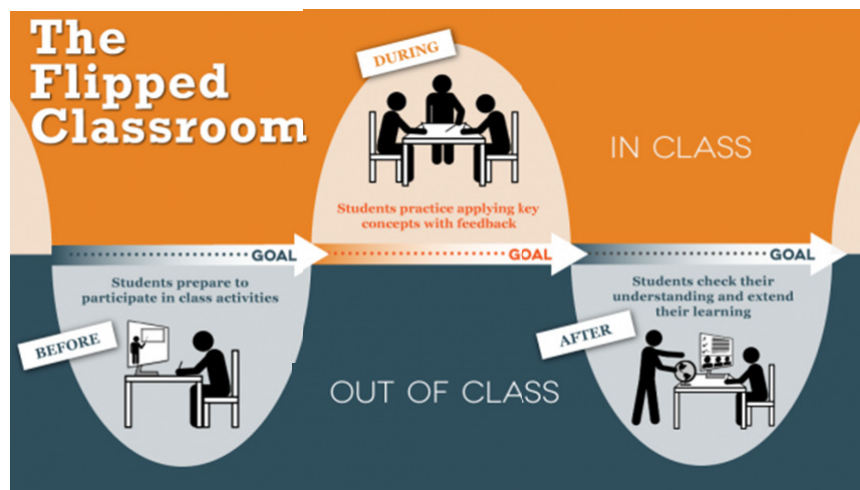 The
Flipped
Classroom
DURING
IN CLASS
Students practice applying key
concepts with feedback
GOAL
GOAL
GOAL
Students prepare to
participate in class activities
BEFORE
OUT OF CLASS
Students check their
understanding and extend
their learning
AFTER